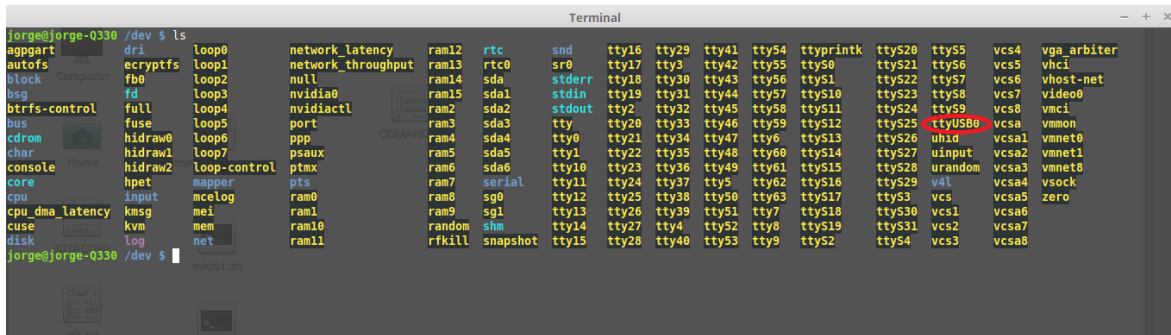 Terminal
jorge@jorge-Q330 /dev $ ls
agpgart dri loop0 network_latency ram12 rtc snd tty16 tty29 tty41 tty54 ttyprintk ttyS20 ttyS5 vcs4 vga_arbiter
autofs ecryptfs loop1 network_throughput ram13 rtc0 sr0 tty17 tty3 tty42 tty55 ttyS0 ttyS21 ttyS6 vcs5 vhci
block fb0 loop2 null ram14 sda stderr tty18 tty30 tty43 tty56 ttyS1 ttyS22 ttyS7 vcs6 vhost-net
bsg fd loop3 nvidia0 ram15 sda1 stdin tty19 tty31 tty44 tty57 ttyS10 ttyS23 ttyS8 vcs7 video0
btrfs-control full loop4 nvidiactl ram2 sda2 stdout tty2 tty32 tty45 tty58 ttyS11 ttyS24 ttyS9 vcs8 vmci
bus fuse loop5 port ram3 sda3 tty tty20 tty33 tty46 tty59 ttyS12 ttyS25 ttyUSB0 vcsa vmmon
cdrom hidraw0 loop6 ppp ram4 sda4 tty0 tty21 tty34 tty47 tty6 ttyS13 ttyS26 uhid vcsa1 vmnet0
char hidraw1 loop7 psaux ram5 sda5 tty1 tty22 tty35 tty48 tty60 ttyS14 ttyS27 uinput vcsa2 vmnet1
console hidraw2 loop-control ptmx ram6 sda6 tty10 tty23 tty36 tty49 tty61 ttyS15 ttyS28 urandom vcsa3 vmnet8
core hpet mapper pts ram7 serial tty11 tty24 tty37 tty5 tty62 ttyS16 ttyS29 v4l vcsa4 vsock
cpu input mcelog ram0 ram8 sg0 tty12 tty25 tty38 tty50 tty63 ttyS17 ttyS3 vcs vcsa5 zero
cpu_dma_latency kmsg mei ram1 ram9 sg1 tty13 tty26 tty39 tty51 tty7 ttyS18 ttyS30 vcs1 vcsa6
cuse kvm mem ram10 random shm tty14 tty27 tty4 tty52 tty8 ttyS19 ttyS31 vcs2 vcsa7
disk log net ram11 rfkill snapshot tty15 tty28 tty40 tty53 tty9 ttyS2 ttyS4 vcs3 vcsa8
jorge@jorge-Q330 /dev $
Computer
Home
inicio1.sh